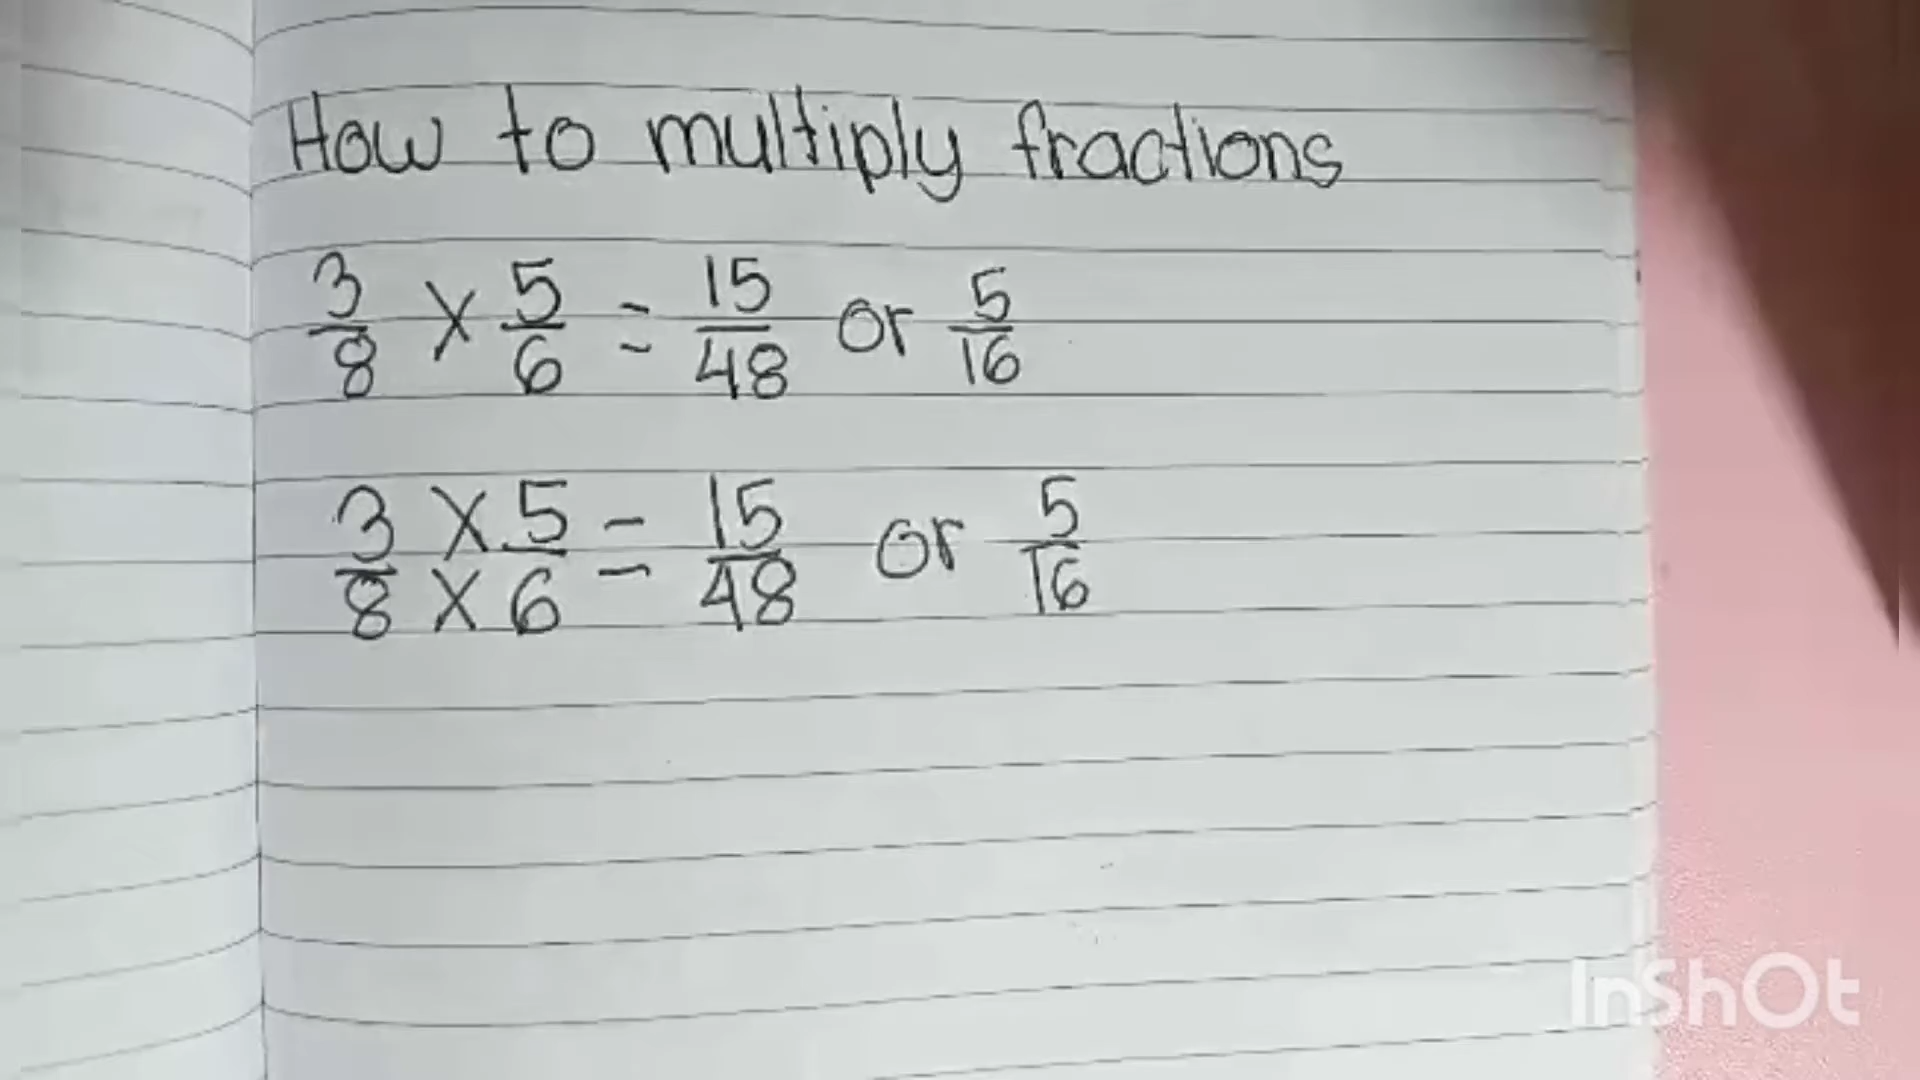 How to multiply fractions
3/8 × 5/6 = 15/48 or 5/16
3 × 5/8 × 6 = 15/48 or 5/16
InShOt